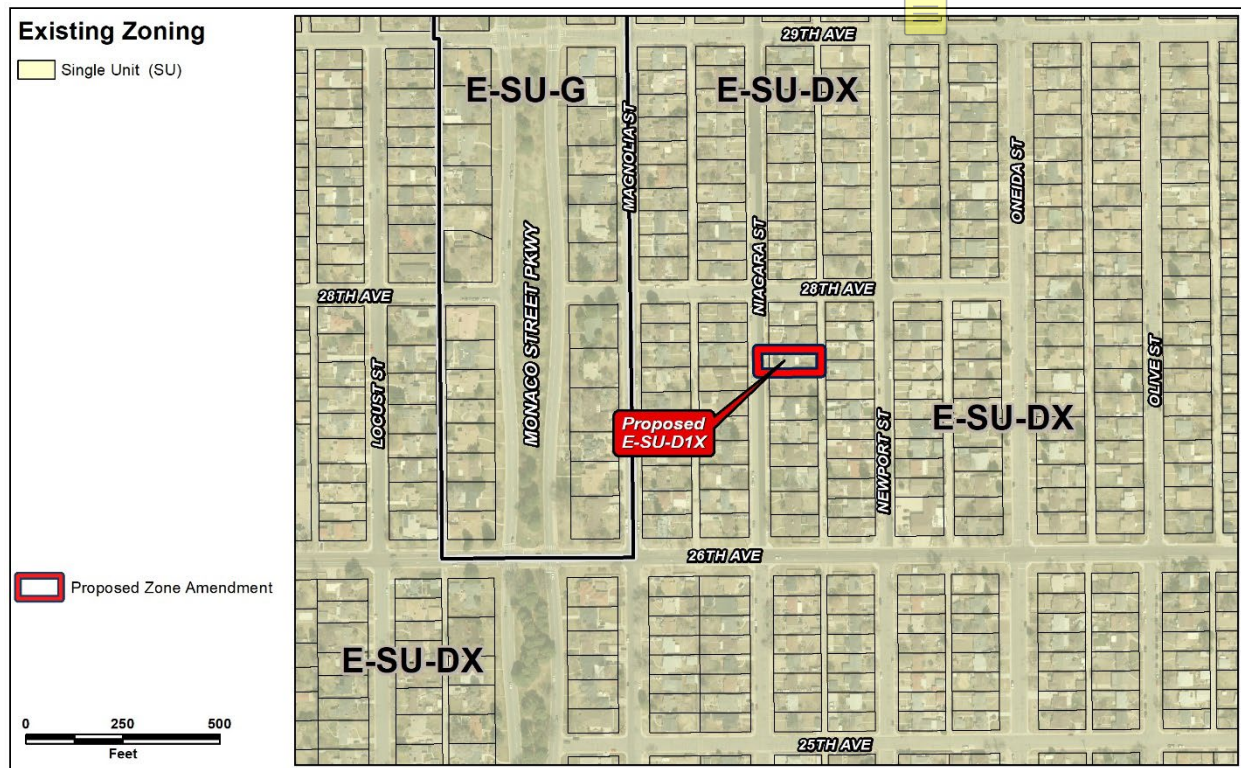 Existing Zoning
Single Unit (SU)
Proposed Zone Amendment
0 250 500
Feet
29TH AVE
E-SU-G
E-SU-DX
MAGNOLIA ST
ONEIDA ST
MONACO STREET PKWY
NIAGARA ST
28TH AVE
28TH AVE
LOCUST ST
OLIVE ST
NEWPORT ST
Proposed
E-SU-D1X
E-SU-DX
26TH AVE
E-SU-DX
25TH AVE